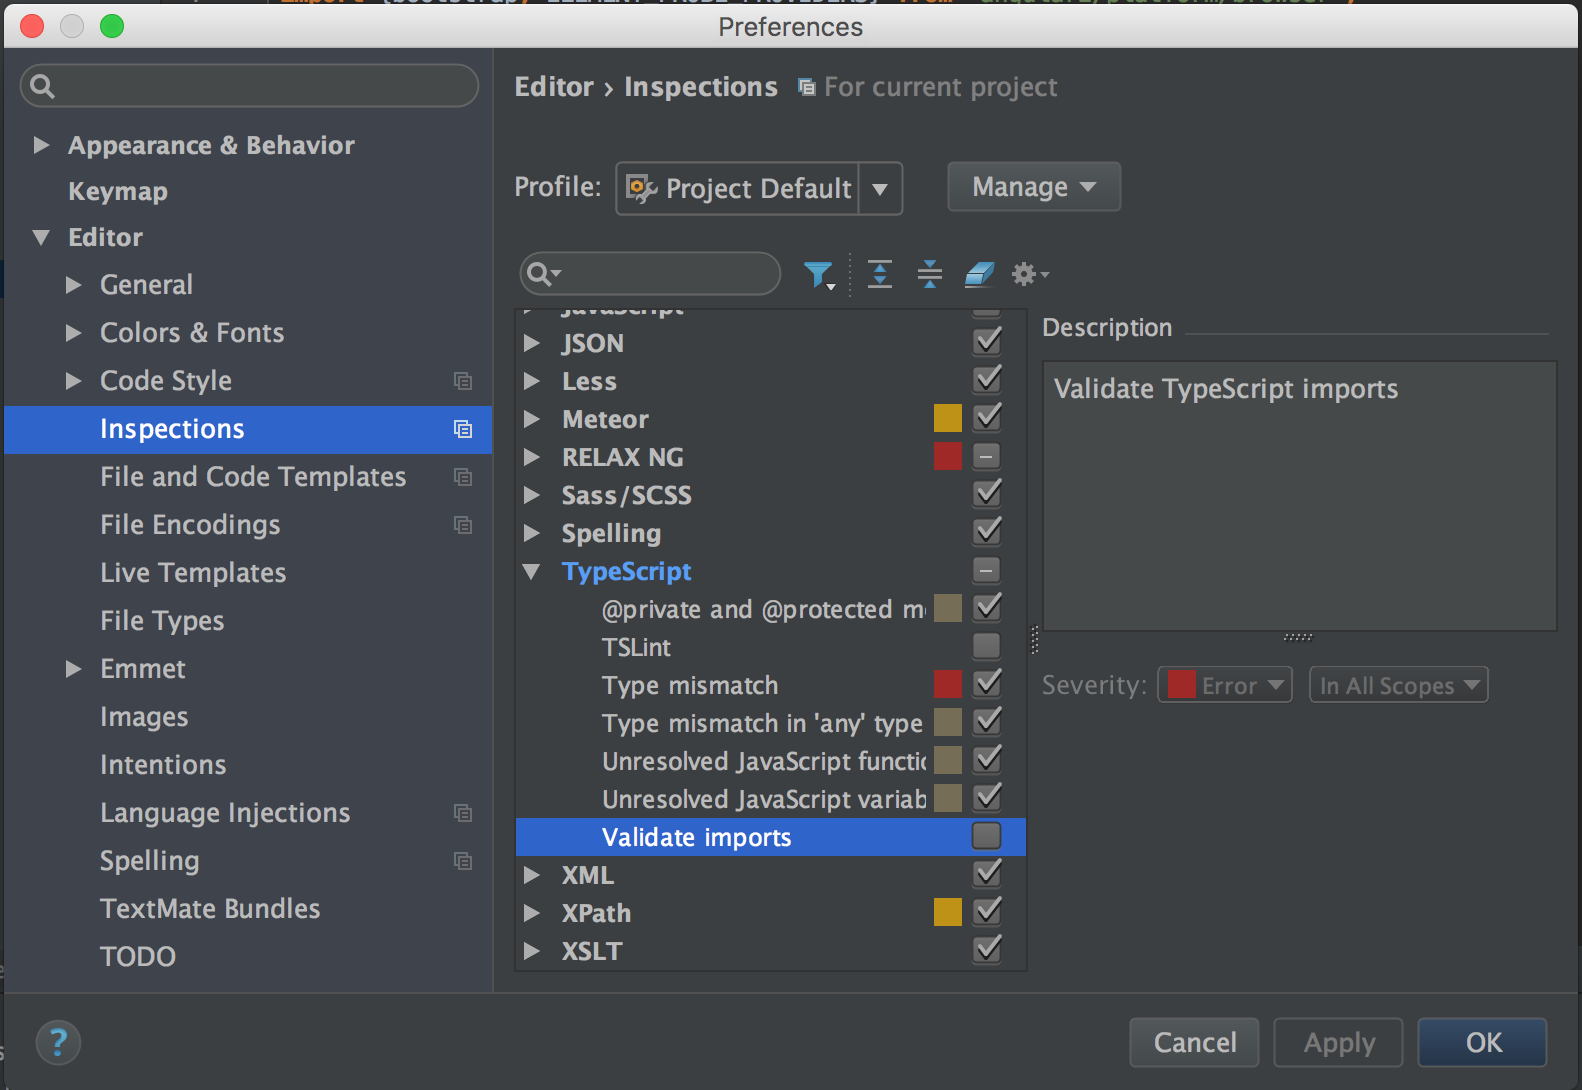 Preferences
Appearance & Behavior
Keymap
Editor
General
Colors & Fonts
Code Style
Inspections
File and Code Templates
File Encodings
Live Templates
File Types
Emmet
Images
Intentions
Language Injections
Spelling
TextMate Bundles
TODO
Editor › Inspections For current project
Profile: Project Default Manage
JavaScript
JSON
Less
Meteor
RELAX NG
Sass/SCSS
Spelling
TypeScript
@private and @protected m
TSLint
Type mismatch
Type mismatch in 'any' type
Unresolved JavaScript functi
Unresolved JavaScript variab
Validate imports
XML
XPath
XSLT
Description
Validate TypeScript imports
Severity: Error In All Scopes
? Cancel Apply OK